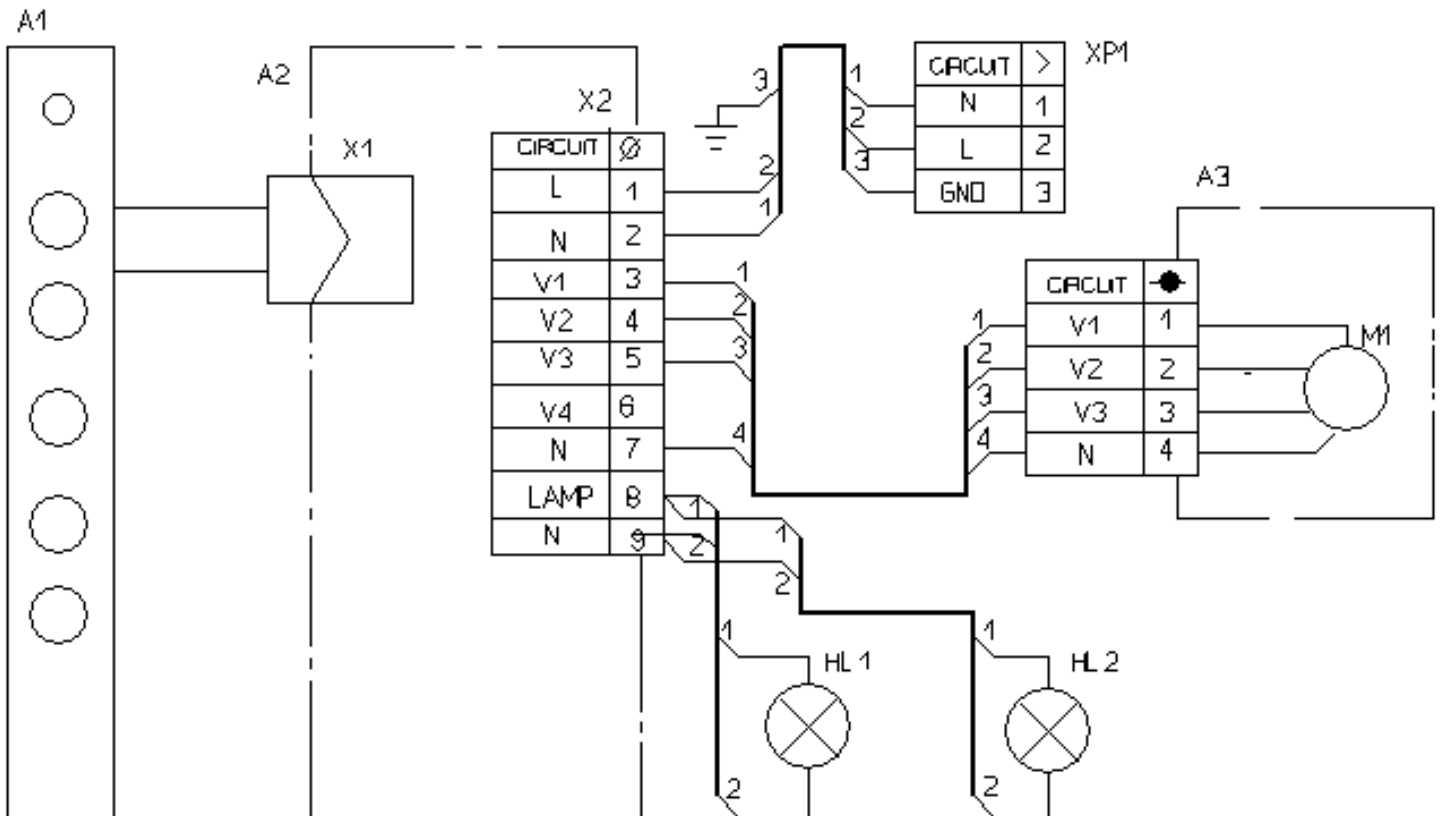 A1
A2
X1
X2
CIRCUIT Ø
L 1
N 2
V1 3
V2 4
V3 5
V4 6
N 7
LAMP 8
N 9
3
2
1
1
2
3
XP1
CIRCUIT >
N 1
L 2
GND 3
1
2
3
4
1
2
3
4
A3
CIRCUIT
V1 1
V2 2
V3 3
N 4
M1
1
2
1
2
1
HL 1
2
1
HL 2
2